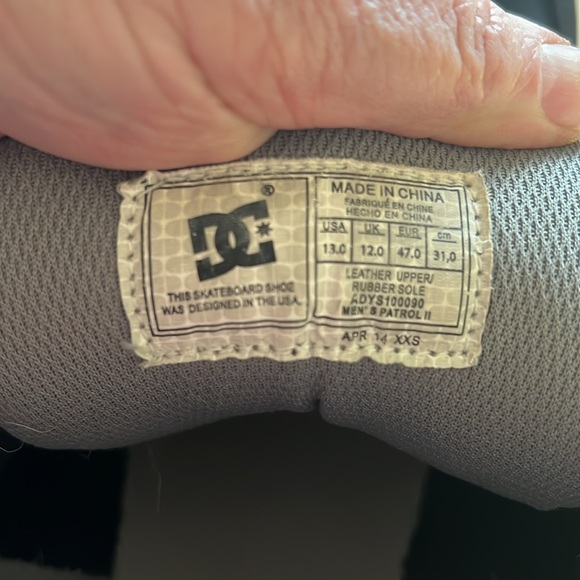 DC
®
THIS SKATEBOARD SHOE
WAS DESIGNED IN THE USA.
MADE IN CHINA
FABRIQUÉ EN CHINE
HECHO EN CHINA
USA UK EUR cm
13.0 12.0 47.0 31,0
LEATHER UPPER/
RUBBER SOLE
ADYS100090
MEN'S PATROL II
APR 14 XXS